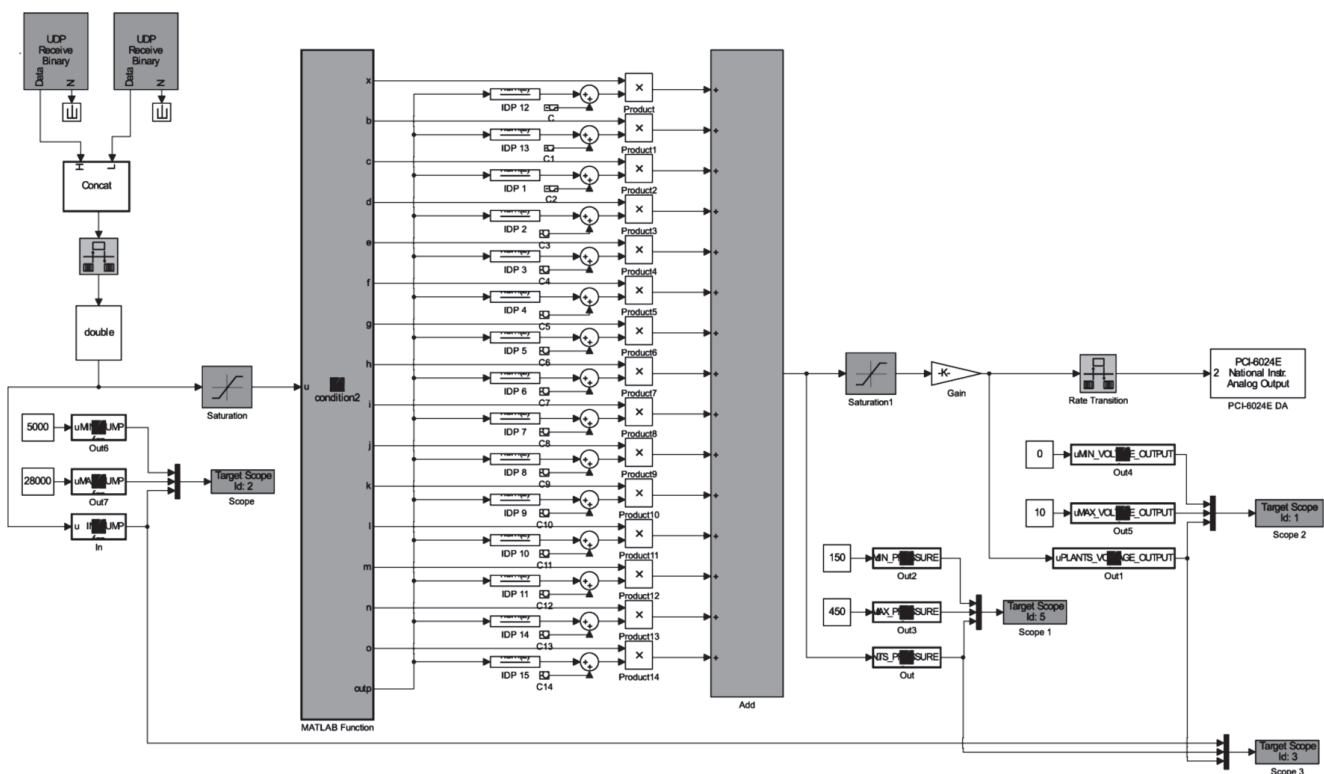 UDP
Receive
Binary
Data
N
UDP
Receive
Binary
Data
N
H
L
Concat
double
Saturation
5000
Out6
28000
Out7
In
Target Scope
Id: 2
Scope
u
condition2
MATLAB Function
x
b
c
d
e
f
g
h
i
j
k
l
m
n
o
outp
IDP 12
C
Product
IDP 13
C1
Product1
IDP 1
C2
Product2
IDP 2
C3
Product3
IDP 3
C4
Product4
IDP 4
C5
Product5
IDP 5
C6
Product6
IDP 6
C7
Product7
IDP 7
C8
Product8
IDP 8
C9
Product9
IDP 9
C10
Product10
IDP 10
C11
Product11
IDP 11
C12
Product12
IDP 14
C13
Product13
IDP 15
C14
Product14
Add
Saturation1
-K-
Gain
Rate Transition
2
PCI-6024E
National Instr.
Analog Output
PCI-6024E DA
0
Out4
10
Out5
Out1
Target Scope
Id: 1
Scope 2
150
Out2
450
Out3
Out
Target Scope
Id: 5
Scope 1
Target Scope
Id: 3
Scope 3